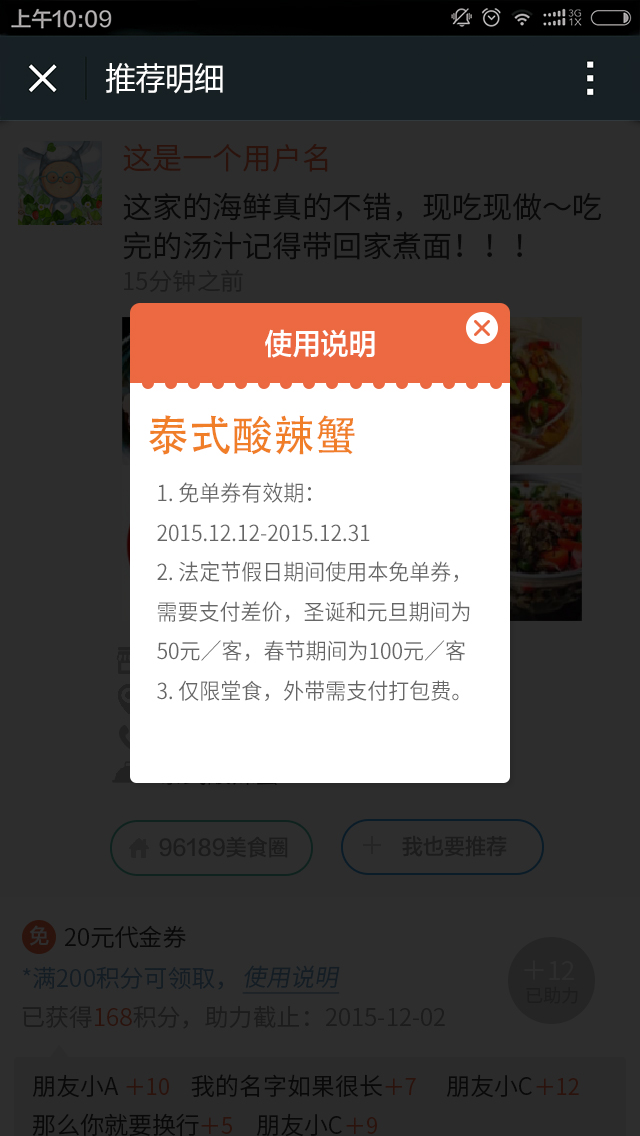 上午10:09
3G
1X
推荐明细
这是一个用户名
这家的海鲜真的不错，现吃现做～吃
完的汤汁记得带回家煮面！！！
15分钟之前
使用说明
泰式酸辣蟹
1. 免单券有效期：
2015.12.12-2015.12.31
2. 法定节假日期间使用本免单券，
需要支付差价，圣诞和元旦期间为
50元／客，春节期间为100元／客
3. 仅限堂食，外带需支付打包费。
96189美食圈
＋ 我也要推荐
免 20元代金券
*满200积分可领取，使用说明
＋12
已助力
已获得168积分，助力截止：2015-12-02
朋友小A＋10 我的名字如果很长＋7 朋友小C＋12
那么你就要换行＋5 朋友小C＋9